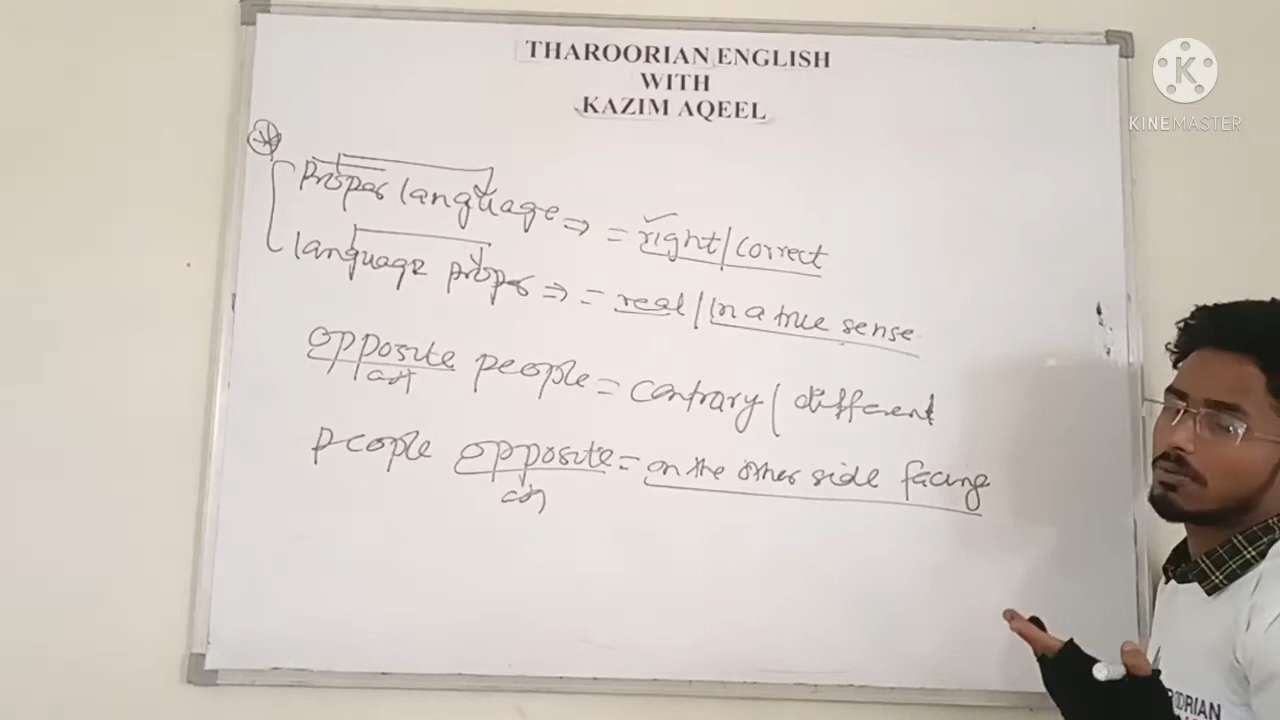 THAROORIAN ENGLISH
WITH
KAZIM AQEEL
KINEMASTER
Proper language ⇒ = right/correct
language proper ⇒ = real/in a true sense
opposite people = contrary/different
adj
people opposite = on the other side facing
adj